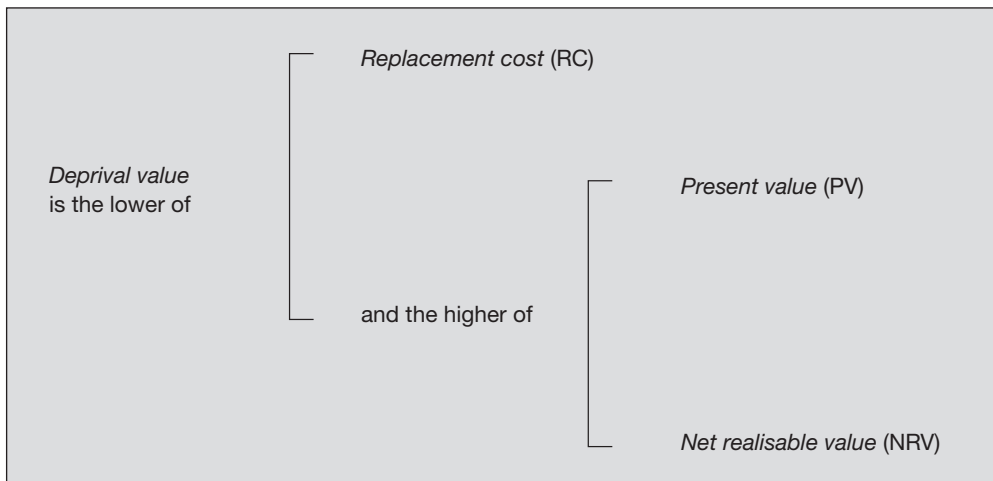 Replacement cost (RC)
Deprival value
is the lower of
Present value (PV)
and the higher of
Net realisable value (NRV)